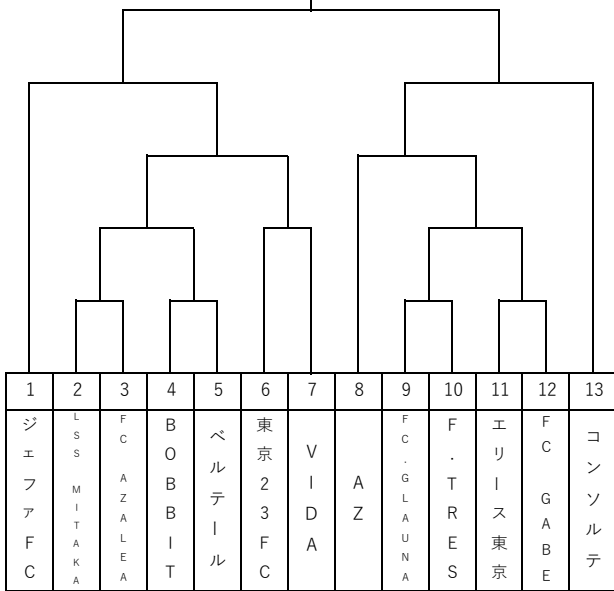 1 2 3 4 5 6 7 8 9 10 11 12 13
ジェファFC
LSS MITAKA
FC AZALEA
BOBBIT
ベルテール
東京23FC
VIDA
AZ
FC.GLAUNA
F.TRES
エリース東京
FC GABE
コンソルテ